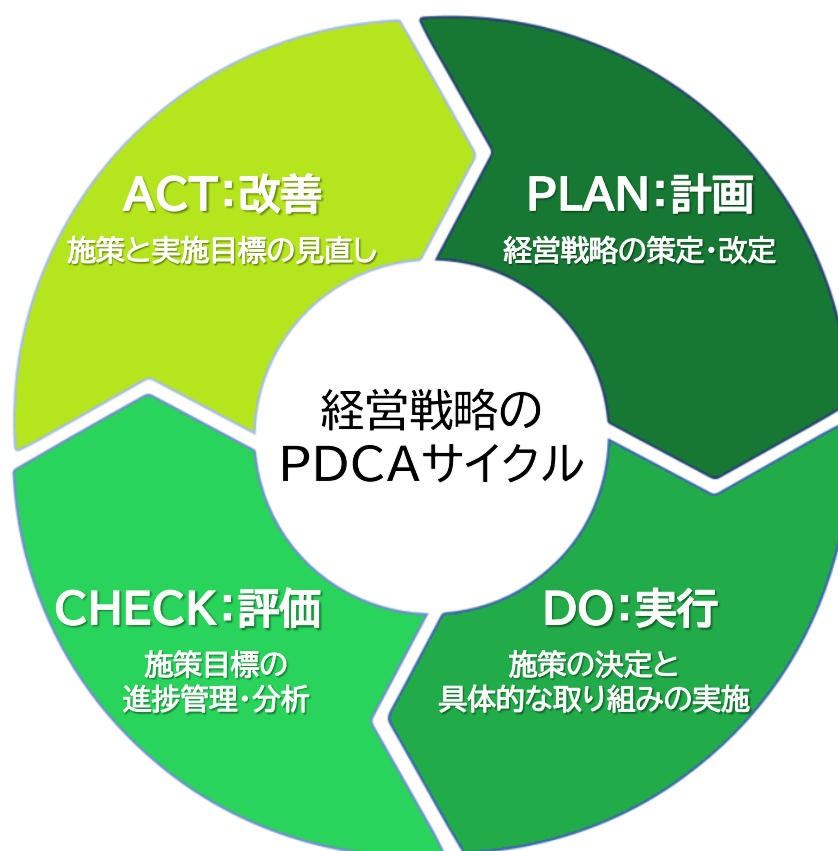 ACT:改善
施策と実施目標の見直し
PLAN:計画
経営戦略の策定・改定
経営戦略の
PDCAサイクル
CHECK:評価
施策目標の
進捗管理・分析
DO:実行
施策の決定と
具体的な取り組みの実施